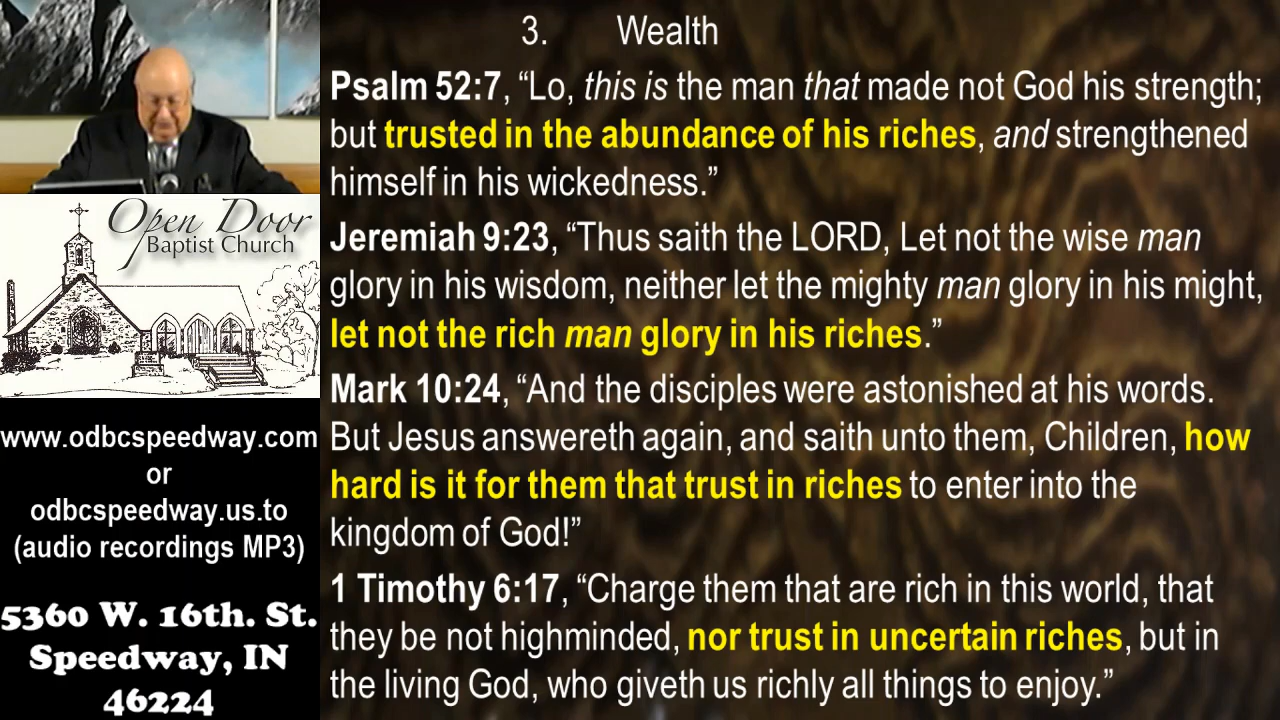 3. Wealth
Psalm 52:7, “Lo, this is the man that made not God his strength;
but trusted in the abundance of his riches, and strengthened
himself in his wickedness.”
Jeremiah 9:23, “Thus saith the LORD, Let not the wise man
glory in his wisdom, neither let the mighty man glory in his might,
let not the rich man glory in his riches.”
Mark 10:24, “And the disciples were astonished at his words.
But Jesus answereth again, and saith unto them, Children, how
hard is it for them that trust in riches to enter into the
kingdom of God!”
1 Timothy 6:17, “Charge them that are rich in this world, that
they be not highminded, nor trust in uncertain riches, but in
the living God, who giveth us richly all things to enjoy.”
Open Door
Baptist Church
www.odbcspeedway.com
or
odbcspeedway.us.to
(audio recordings MP3)
5360 W. 16th. St.
Speedway, IN
46224